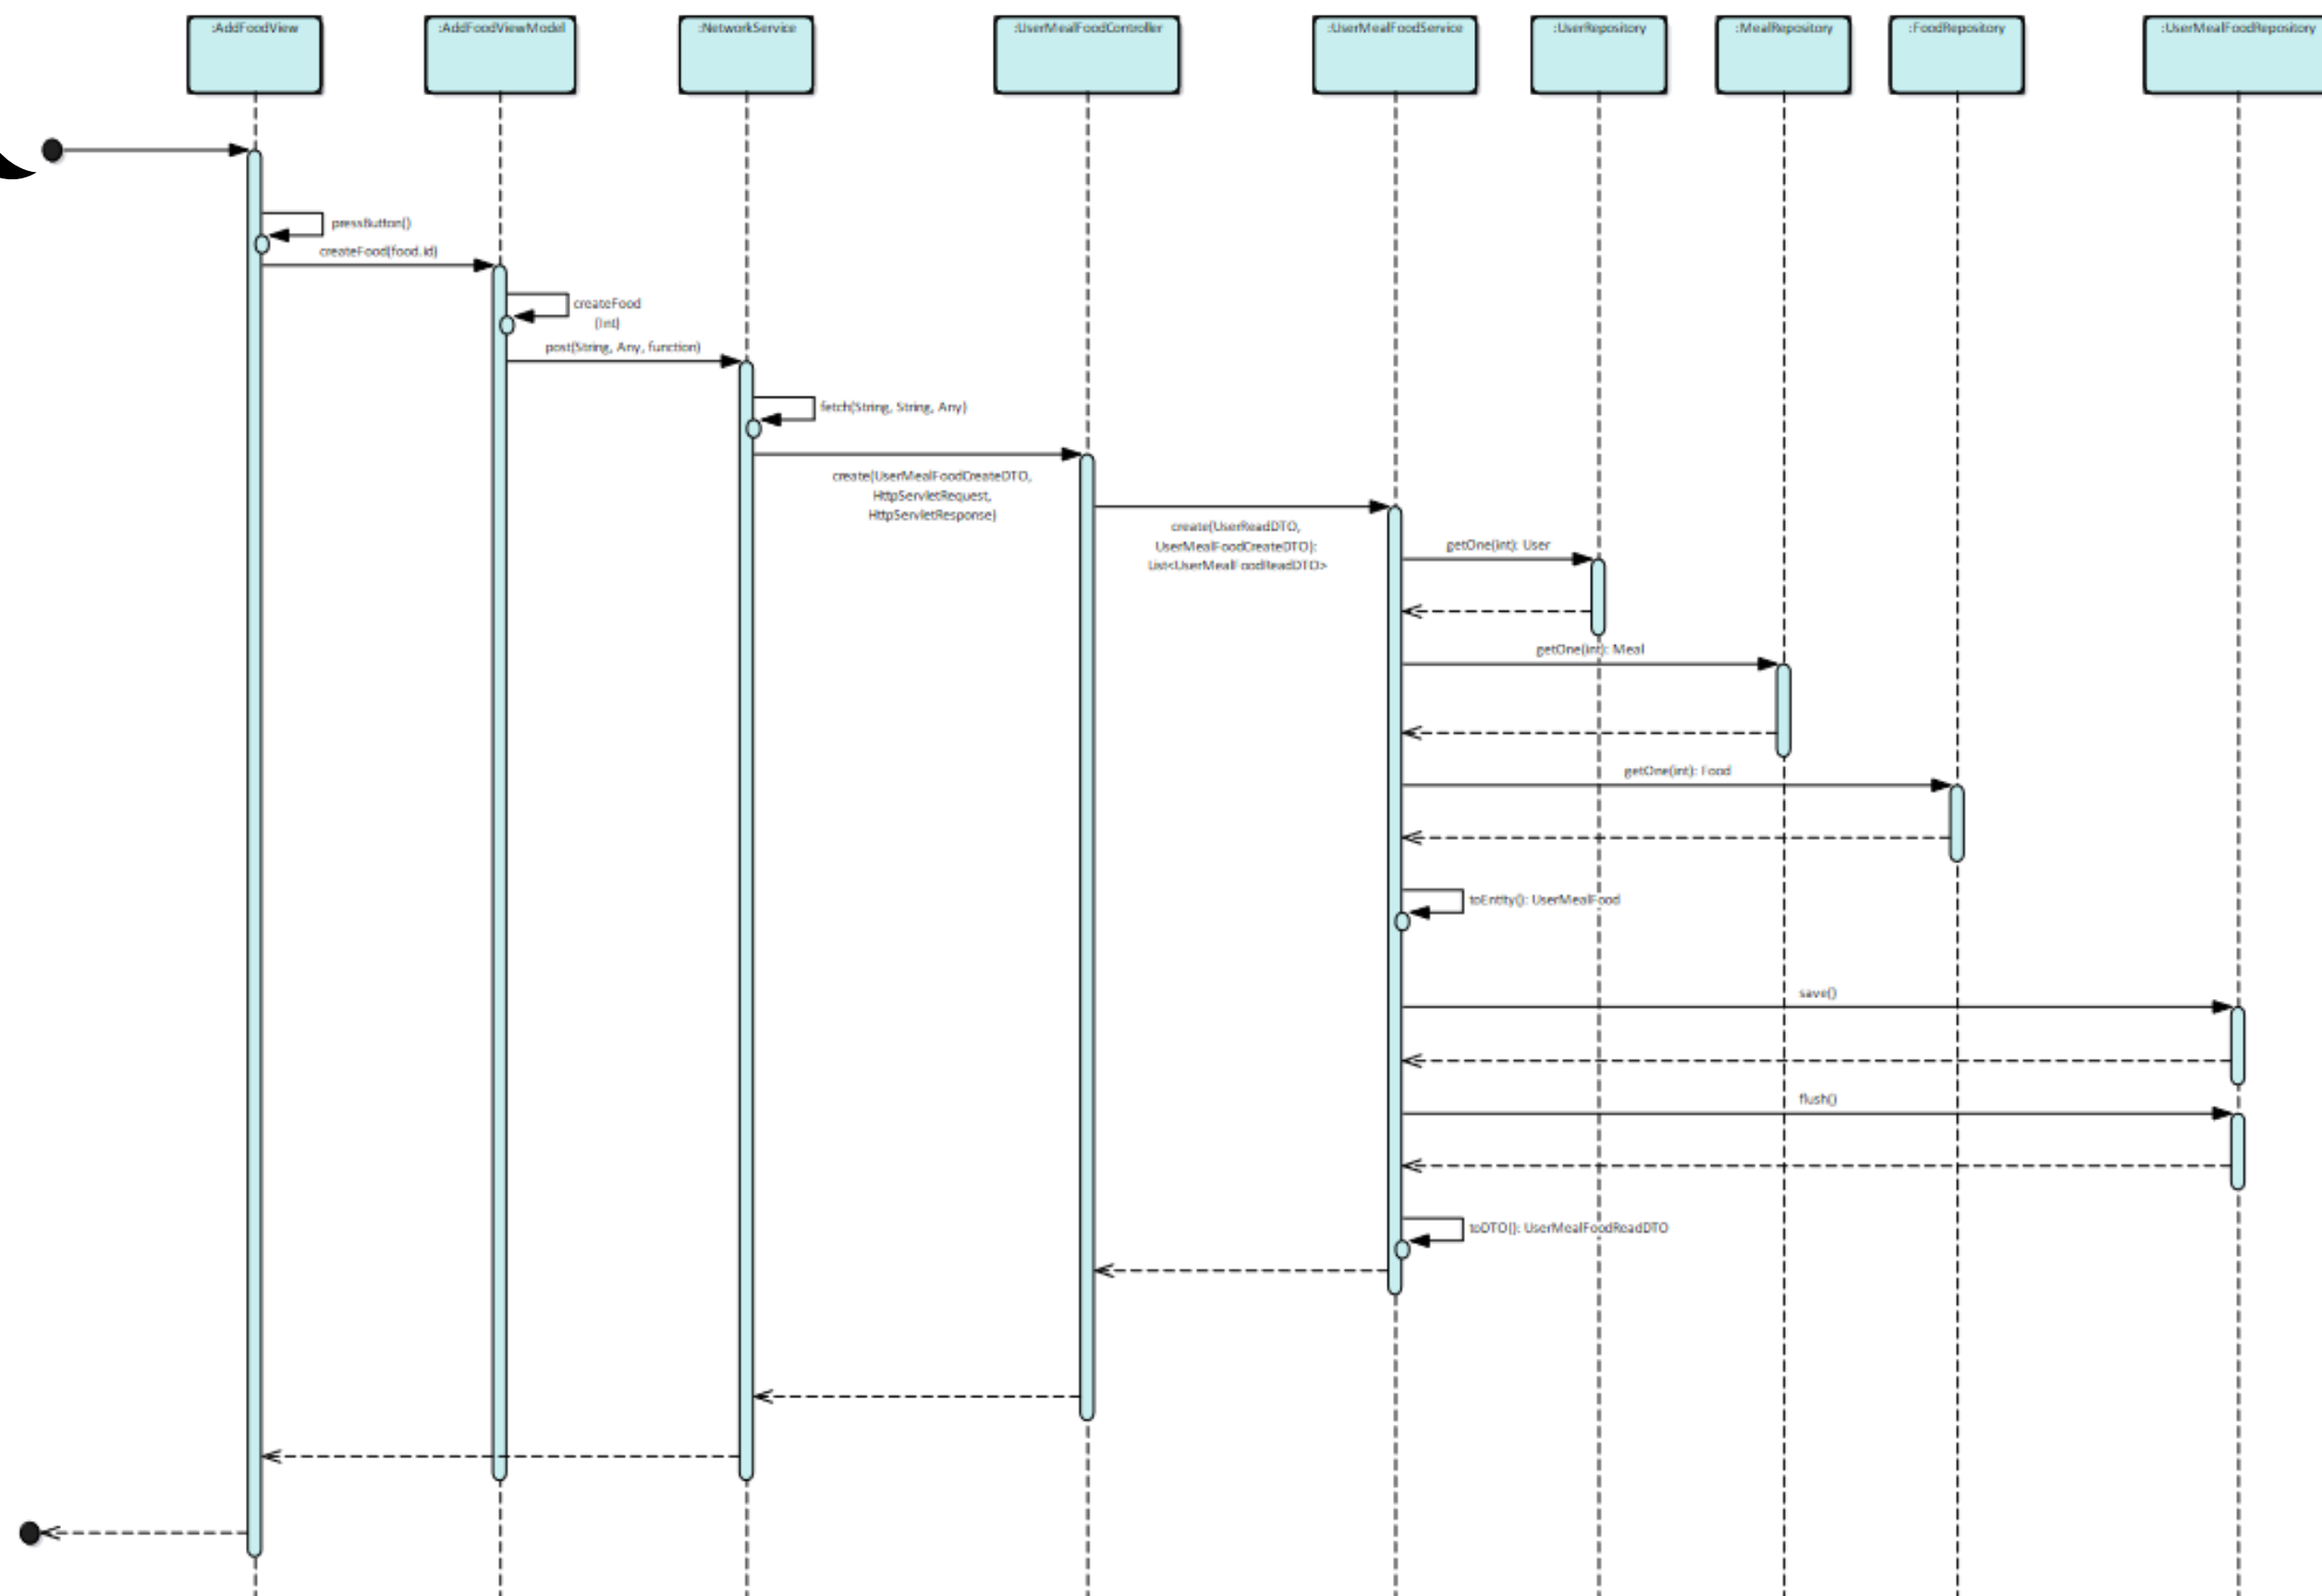 :AddFoodView
:AddFoodViewModel
:NetworkService
:UserMealFoodController
:UserMealFoodService
:UserRepository
:MealRepository
:FoodRepository
:UserMealFoodRepository
pressButton()
createFood(food.id)
createFood
(Int)
post(String, Any, function)
fetch(String, String, Any)
create(UserMealFoodCreateDTO,
HttpServletRequest,
HttpServletResponse)
create(UserReadDTO,
UserMealFoodCreateDTO):
List<UserMealFoodReadDTO>
getOne(int): User
getOne(int): Meal
getOne(int): Food
toEntity(): UserMealFood
save()
flush()
toDTO(): UserMealFoodReadDTO